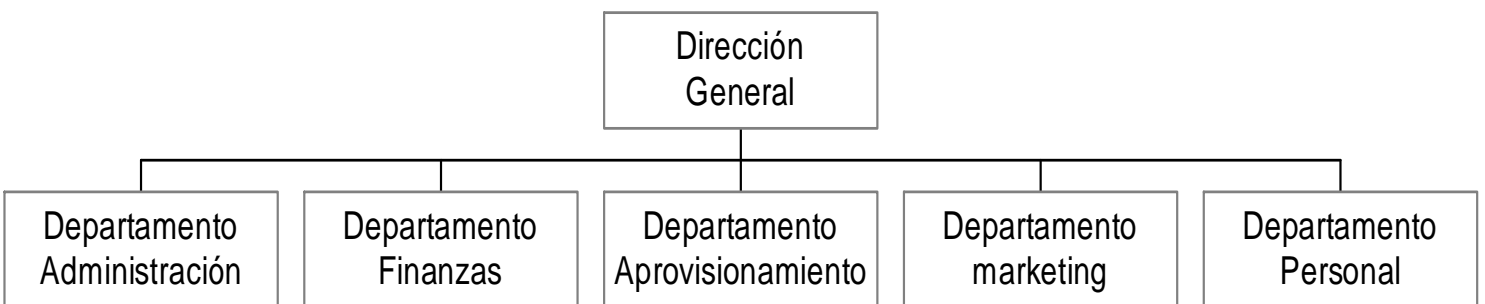 Dirección
General
Departamento
Administración
Departamento
Finanzas
Departamento
Aprovisionamiento
Departamento
marketing
Departamento
Personal